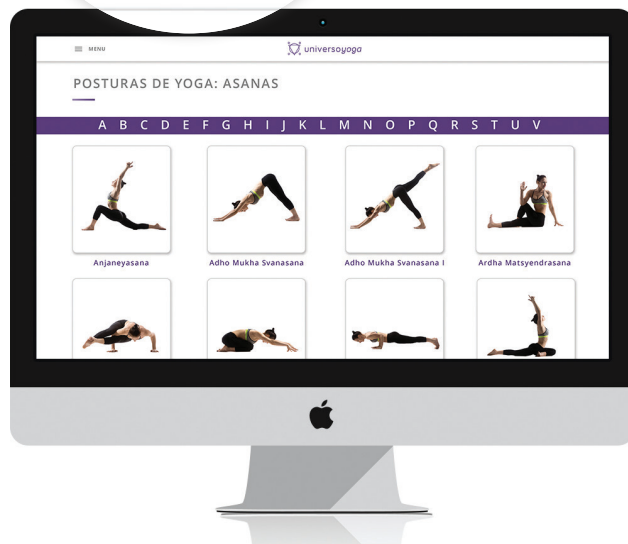 MENU
universoyoga
POSTURAS DE YOGA: ASANAS
A B C D E F G H I J K L M N O P Q R S T U V
Anjaneyasana
Adho Mukha Svanasana
Adho Mukha Svanasana I
Ardha Matsyendrasana